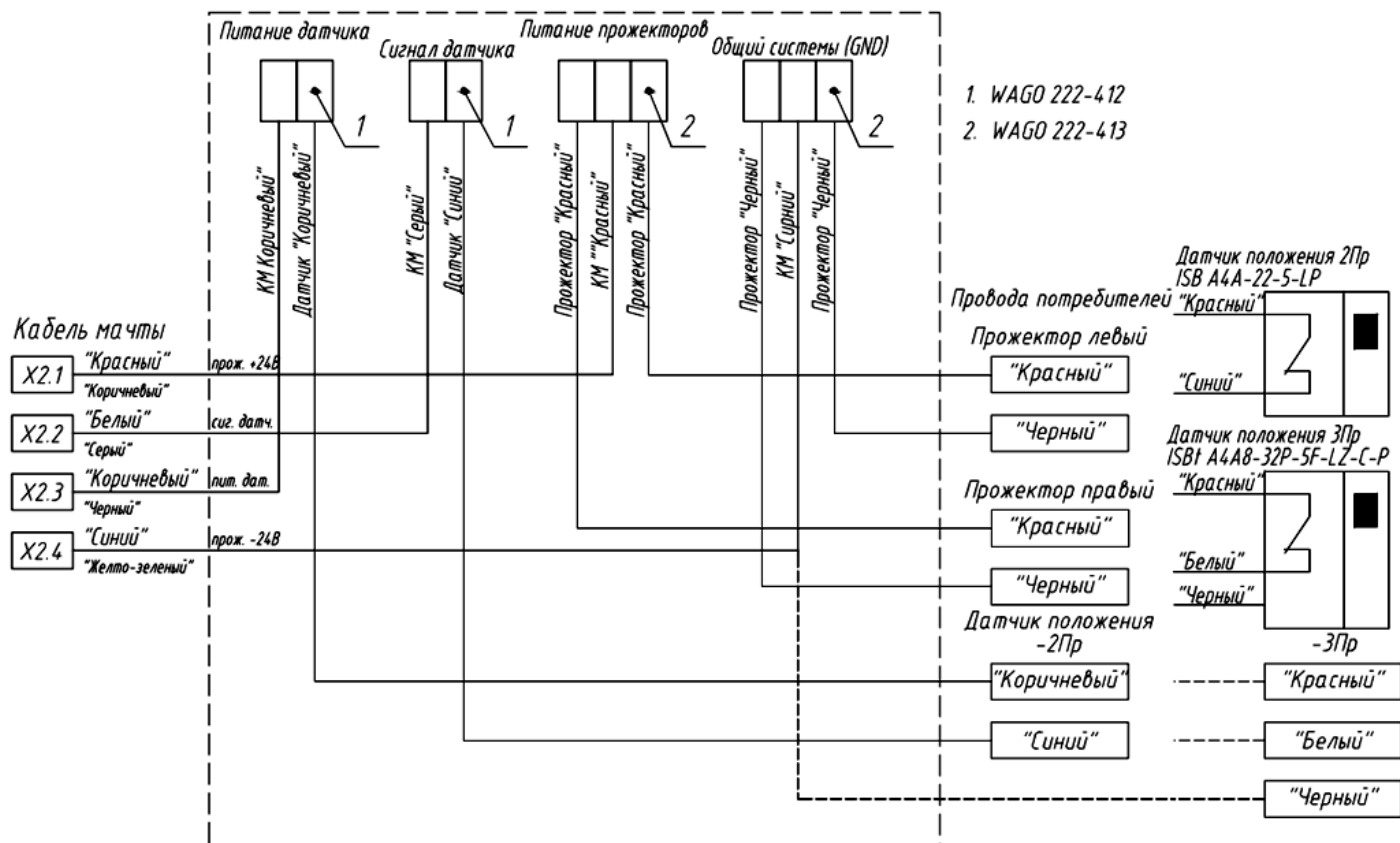 Питание датчика
Сигнал датчика
Питание прожекторов
Общий системы (GND)
1
1
2
2
1. WAGO 222-412
2. WAGO 222-413
КМ Коричневый"
Датчик "Коричневый"
КМ "Серый"
Датчик "Синий"
Прожектор "Красный"
КМ ""Красный"
Прожектор "Красный"
Прожектор "Черный"
КМ "Сирний"
Прожектор "Черный"
Кабель мачты
X2.1
"Красный"
"Коричневый"
прож. +24В
X2.2
"Белый"
"Серый"
сиг. датч.
X2.3
"Коричневый"
"Черный"
пит. дат.
X2.4
"Синий"
"Желто-зеленый"
прож. -24В
Провода потребителей
Прожектор левый
"Красный"
"Черный"
Прожектор правый
"Красный"
"Черный"
Датчик положения
-2Пр
"Коричневый"
"Синий"
Датчик положения 2Пр
ISB A4A-22-5-LP
"Красный"
"Синий"
Датчик положения 3Пр
ISBt A4A8-32P-5F-LZ-C-P
"Красный"
"Белый"
"Черный"
-3Пр
"Красный"
"Белый"
"Черный"